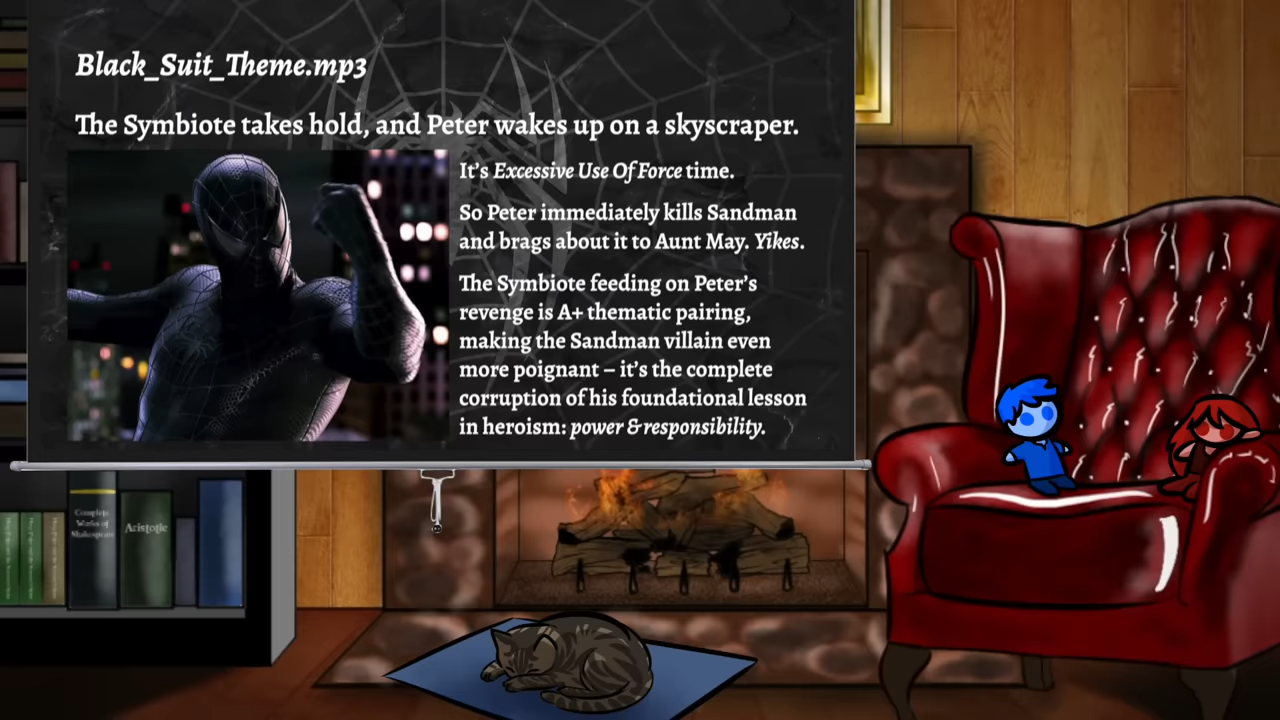 Black_Suit_Theme.mp3
The Symbiote takes hold, and Peter wakes up on a skyscraper.
It's Excessive Use Of Force time.
So Peter immediately kills Sandman
and brags about it to Aunt May. Yikes.
The Symbiote feeding on Peter's
revenge is A+ thematic pairing,
making the Sandman villain even
more poignant – it's the complete
corruption of his foundational lesson
in heroism: power & responsibility.
Complete
Works of
Shakespeare
Aristotle